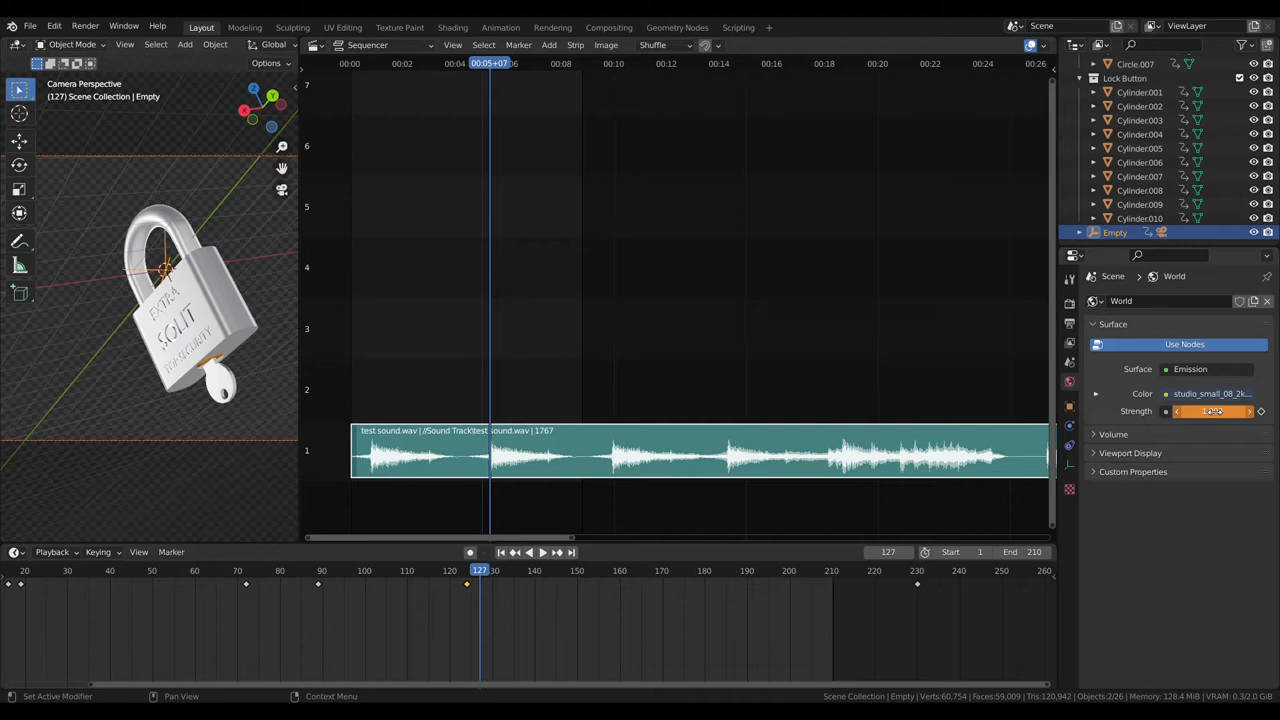 File Edit Render Window Help Layout Modeling Sculpting UV Editing Texture Paint Shading Animation Rendering Compositing Geometry Nodes Scripting + Scene ViewLayer
Object Mode View Select Add Object Global
Sequencer View Select Marker Add Strip Image Shuffle
Options
00:00 00:02 00:04 00:05+07 00:08 00:10 00:12 00:14 00:16 00:18 00:20 00:22 00:24 00:26
Camera Perspective
(127) Scene Collection | Empty
Z
Y
X
7
6
5
4
3
2
1
EXTRA
SOLIT
TOP SECURITY
test sound.wav | //Sound Track\test sound.wav | 1767
Circle.007
Lock Button
Cylinder.001
Cylinder.002
Cylinder.003
Cylinder.004
Cylinder.005
Cylinder.006
Cylinder.007
Cylinder.008
Cylinder.009
Cylinder.010
Empty
Scene World
World
Surface
Use Nodes
Surface Emission
Color studio_small_08_2k...
Strength
Volume
Viewport Display
Custom Properties
Playback Keying View Marker 127 Start 1 End 210
20 30 40 50 60 70 80 90 100 110 127 30 140 150 160 170 180 190 200 210 220 230 240 250 260
Set Active Modifier Pan View Context Menu Scene Collection | Empty | Verts:60,754 | Faces:59,009 | Tris:120,942 | Objects:2/26 | Memory: 128.4 MiB | VRAM: 0.3/2.0 GiB